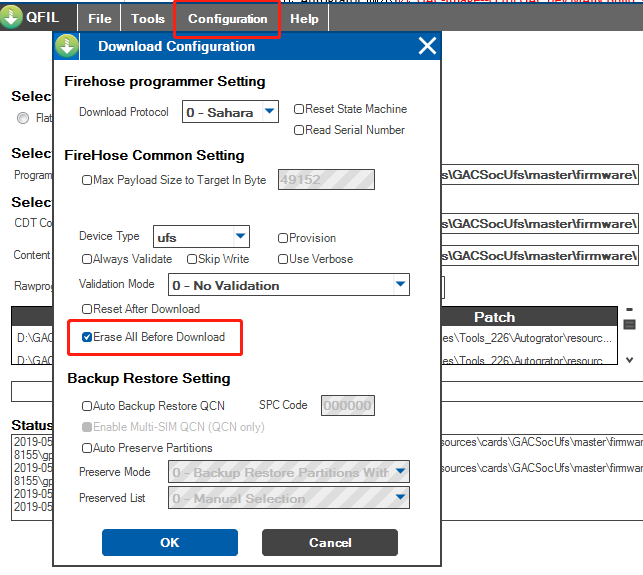 QFIL File Tools Configuration Help
Download Configuration
Selec
Flat
Firehose programmer Setting
Download Protocol 0 - Sahara Reset State Machine
Read Serial Number
Selec
FireHose Common Setting
Program
s\GACSocUfs\master\firmware\
Max Payload Size to Target In Byte 49152
Selec
CDT Co
s\GACSocUfs\master\firmware\
Device Type ufs Provision
Content
s\GACSocUfs\master\firmware\
Always Validate Skip Write Use Verbose
Rawprog
Validation Mode 0 - No Validation
Reset After Download
Patch
Erase All Before Download
D:\GAC
es\Tools_226\Autogrator\resourc...
D:\GAC
es\Tools_226\Autogrator\resourc...
Backup Restore Setting
Auto Backup Restore QCN SPC Code 000000
Enable Multi-SIM QCN (QCN only)
Status
Auto Preserve Partitions
2019-05
sources\cards\GACSocUfs\master\firmwar
8155\gp
Preserve Mode 0 - Backup Restore Partitions With
2019-05
sources\cards\GACSocUfs\master\firmwar
8155\gp
Preserved List 0 - Manual Selection
2019-05
2019-05
OK Cancel